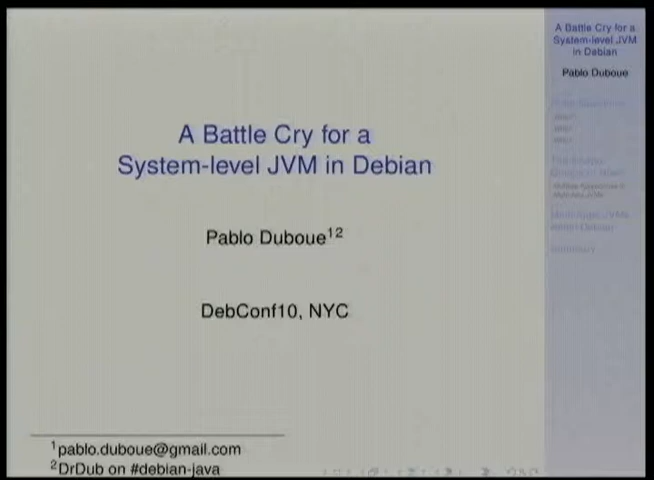 A Battle Cry for a
System-level JVM in Debian
Pablo Duboue12
DebConf10, NYC
1pablo.duboue@gmail.com
2DrDub on #debian-java
A Battle Cry for a
System-level JVM
in Debian
Pablo Duboue